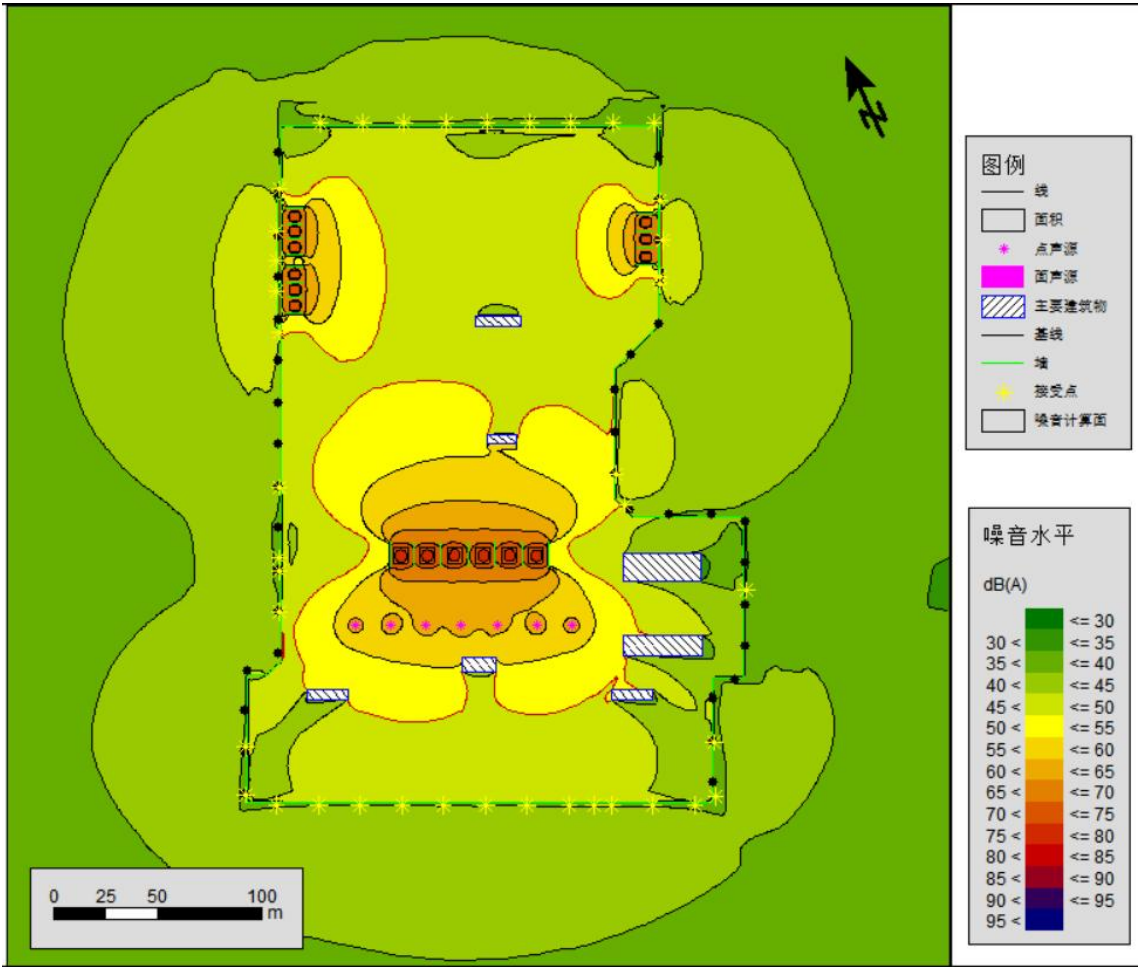 N
图例
线
面积
点声源
面声源
主要建筑物
基线
墙
接受点
噪音计算面
噪音水平
dB(A)
<= 30
30 < <= 35
35 < <= 40
40 < <= 45
45 < <= 50
50 < <= 55
55 < <= 60
60 < <= 65
65 < <= 70
70 < <= 75
75 < <= 80
80 < <= 85
85 < <= 90
90 < <= 95
95 <
0 25 50 100
m